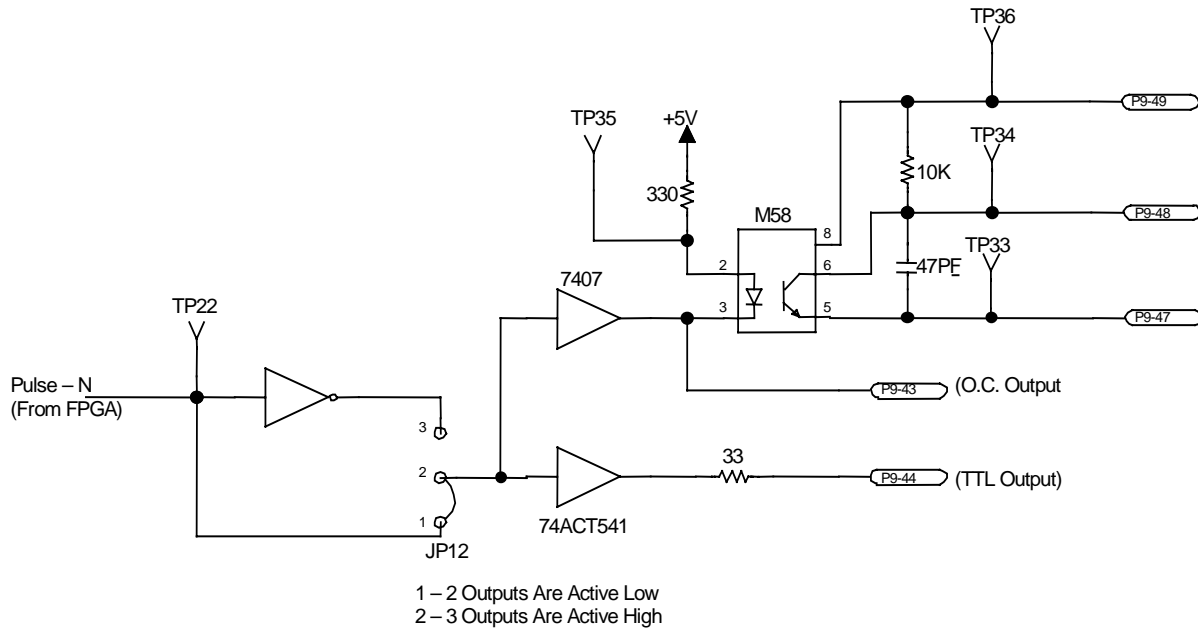 TP36
P9-49
TP35
+5V
TP34
10K
330
M58
P9-48
8
TP33
2
6
47PF
7407
TP22
3
5
P9-47
Pulse – N
(From FPGA)
P9-43
(O.C. Output
3
33
2
P9-44
(TTL Output)
1
74ACT541
JP12
1 – 2 Outputs Are Active Low
2 – 3 Outputs Are Active High